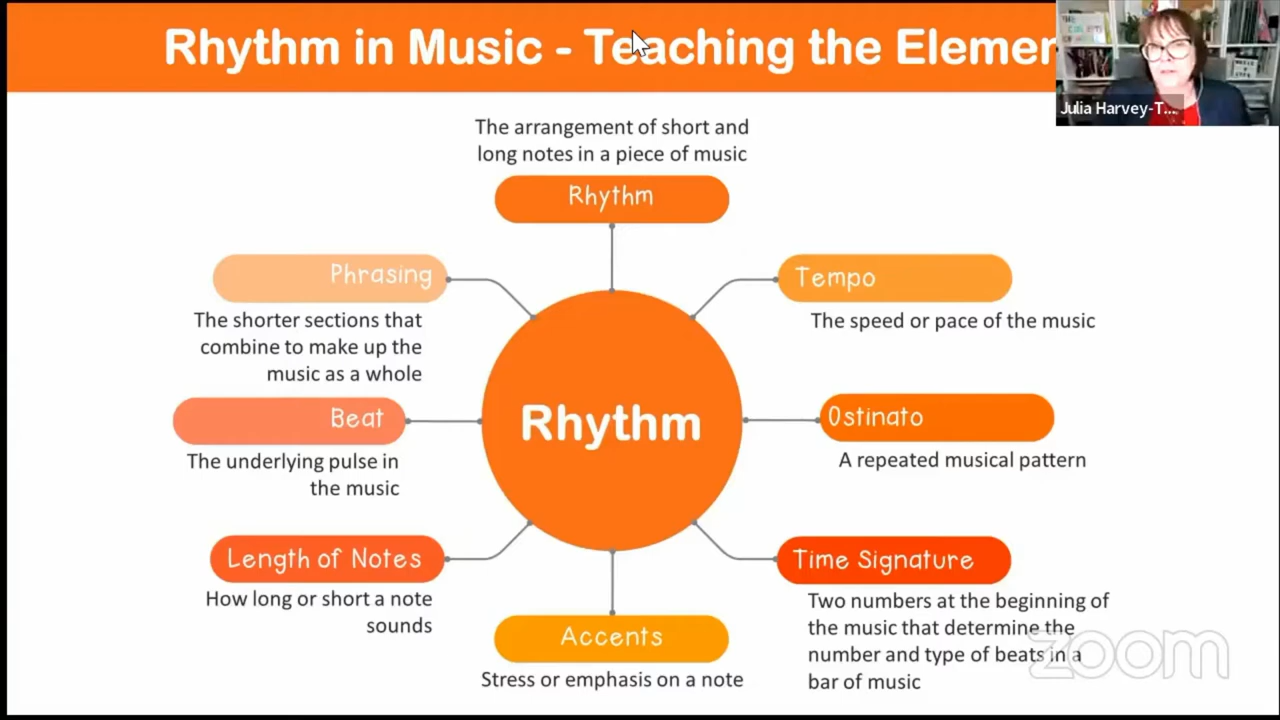 Rhythm in Music - Teaching the Elemen
Julia Harvey-T...
The arrangement of short and
long notes in a piece of music
Rhythm
Phrasing
The shorter sections that
combine to make up the
music as a whole
Tempo
The speed or pace of the music
Beat
The underlying pulse in
the music
Rhythm
Ostinato
A repeated musical pattern
Length of Notes
How long or short a note
sounds
Accents
Stress or emphasis on a note
Time Signature
Two numbers at the beginning of
the music that determine the
number and type of beats in a
bar of music
zoom